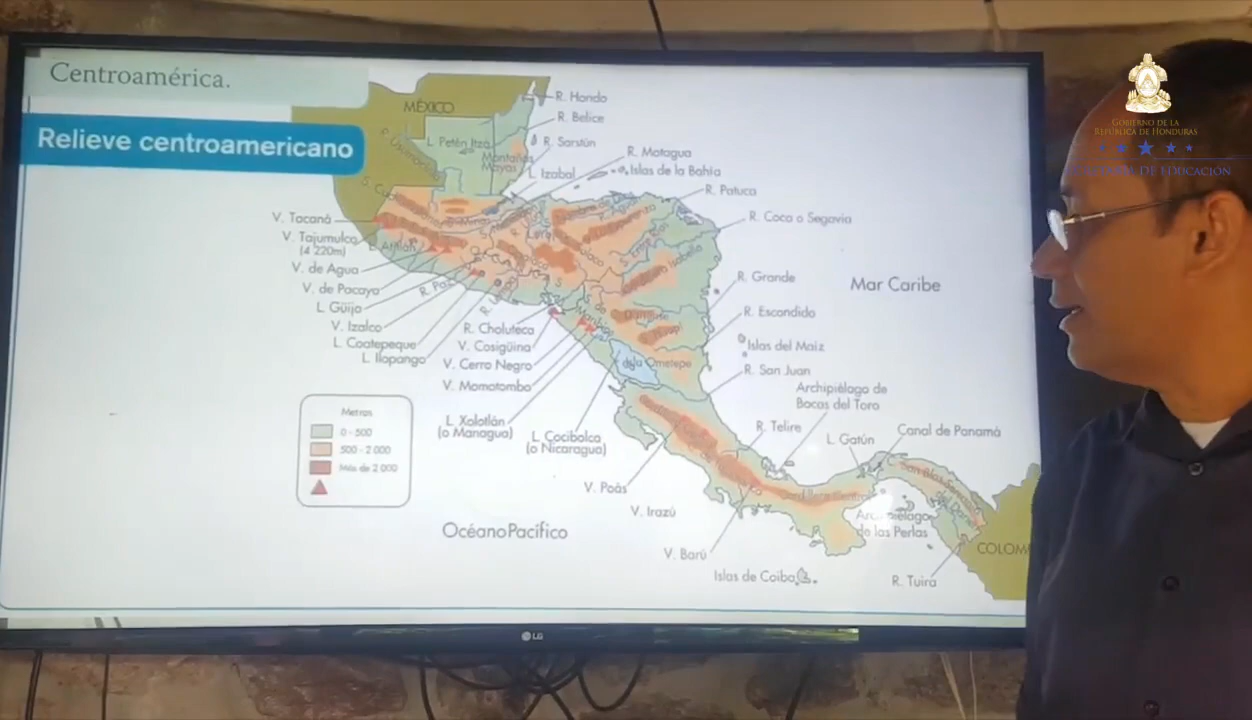 Centroamérica.
Relieve centroamericano
MÉXICO
R. Hondo
R. Belice
L. Petén Itzá
R. Sarstún
Montañas
Mayas
R. Motagua
L. Izabal
Islas de la Bahía
R. Patuca
V. Tacaná
R. Coco o Segovia
V. Tajumulco
(4 220m)
V. de Agua
V. de Pacaya
L. Güija
V. Izalco
L. Coatepeque
L. Ilopango
R. Choluteca
V. Cosigüina
V. Cerro Negro
V. Momotombo
L. Xolotlán
(o Managua)
L. Cocibolca
(o Nicaragua)
R. Grande
Mar Caribe
R. Escondido
Islas del Maíz
R. San Juan
Archipiélago de
Bocas del Toro
R. Telire
L. Gatún
Canal de Panamá
Metros
0 - 500
500 - 2 000
Más de 2 000
V. Poás
V. Irazú
V. Barú
Océano Pacífico
Archipiélago
de las Perlas
Islas de Coiba
R. Tuira
COLOM
LG
GOBIERNO DE LA
REPÚBLICA DE HONDURAS
DE EDUCACIÓN